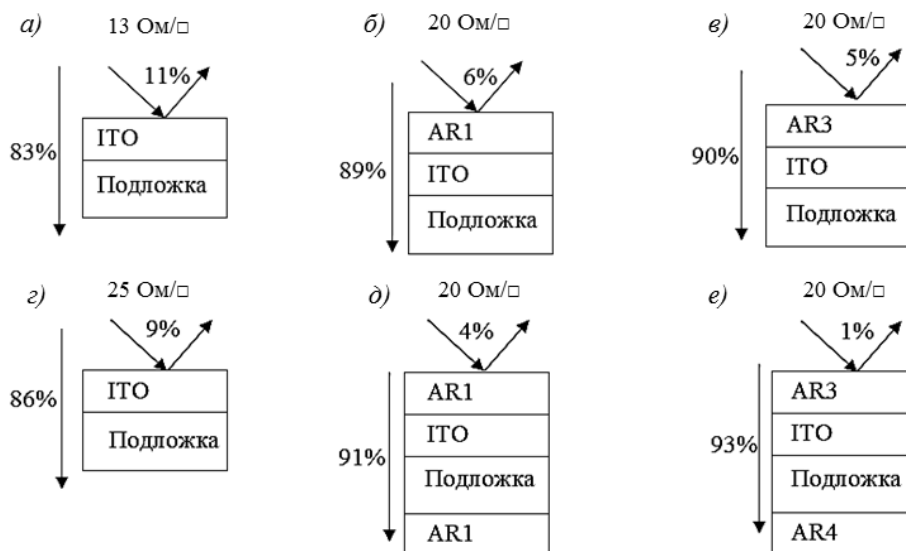 а) 13 Ом/□
11%
83%
ITO
Подложка
б) 20 Ом/□
6%
89%
AR1
ITO
Подложка
в) 20 Ом/□
5%
90%
AR3
ITO
Подложка
г) 25 Ом/□
9%
86%
ITO
Подложка
д) 20 Ом/□
4%
91%
AR1
ITO
Подложка
AR1
е) 20 Ом/□
1%
93%
AR3
ITO
Подложка
AR4